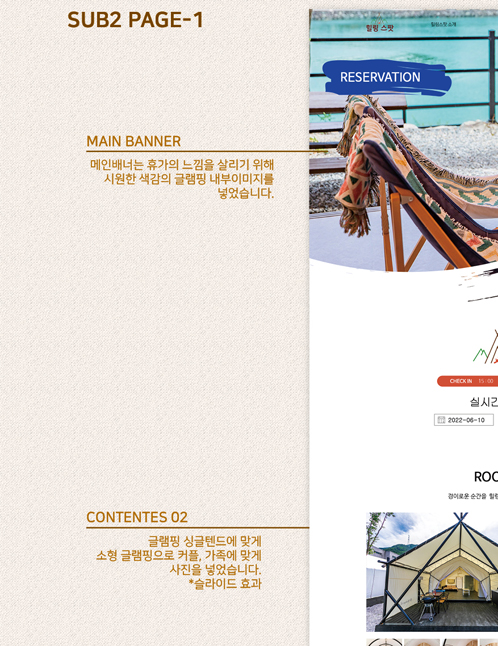 SUB2 PAGE-1
힐링 스팟
힐링스팟 소개
RESERVATION
MAIN BANNER
메인배너는 휴가의 느낌을 살리기 위해
시원한 색감의 글램핑 내부이미지를
넣었습니다.
CHECK IN 15:00
실시간
2022-06-10
ROO
경이로운 순간을 힐링
CONTENTES 02
글램핑 싱글텐드에 맞게
소형 글램핑으로 커플, 가족에 맞게
사진을 넣었습니다.
*슬라이드 효과